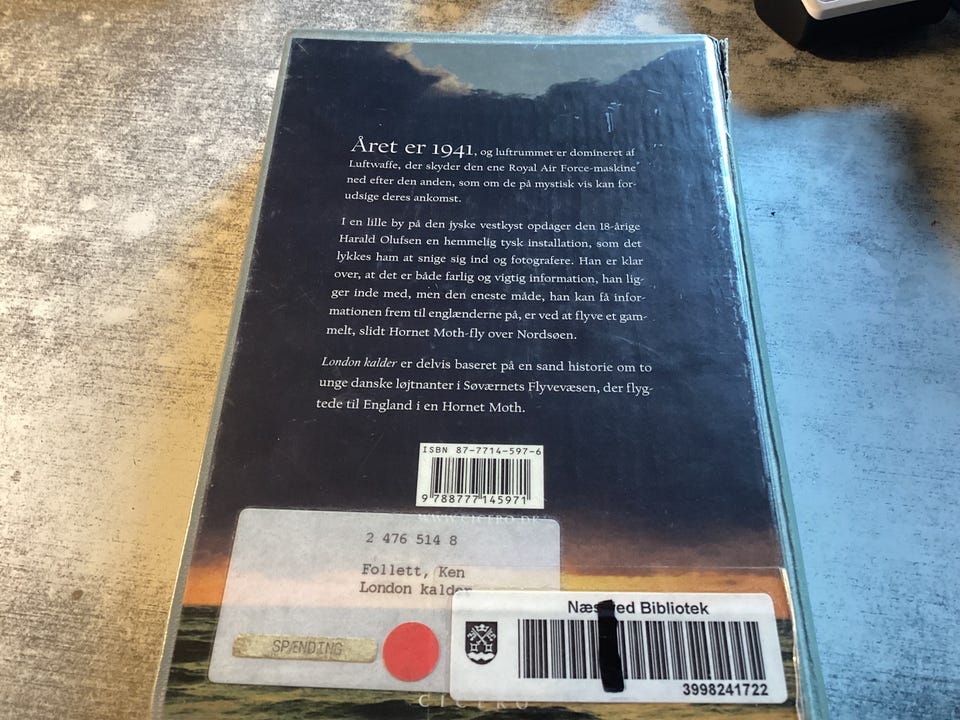 Året er 1941, og luftrummet er domineret af
Luftwaffe, der skyder den ene Royal Air Force-maskine
ned efter den anden, som om de på mystisk vis kan for-
udsige deres ankomst.
I en lille by på den jyske vestkyst opdager den 18-årige
Harald Olufsen en hemmelig tysk installation, som det
lykkes ham at snige sig ind og fotografere. Han er klar
over, at det er både farlig og vigtig information, han lig-
ger inde med, men den eneste måde, han kan få infor-
mationen frem til englænderne på, er ved at flyve et gam-
melt, slidt Hornet Moth-fly over Nordsøen.
London kalder er delvis baseret på en sand historie om to
unge danske løjtnanter i Søværnets Flyvevæsen, der flyg-
tede til England i en Hornet Moth.
ISBN 87-7714-597-6
9 788777 145971
WWW.CICERO.DK
2 476 514 8
Follett, Ken
London kalder
Næstved Bibliotek
SPÆNDING
3998241722
CICERO